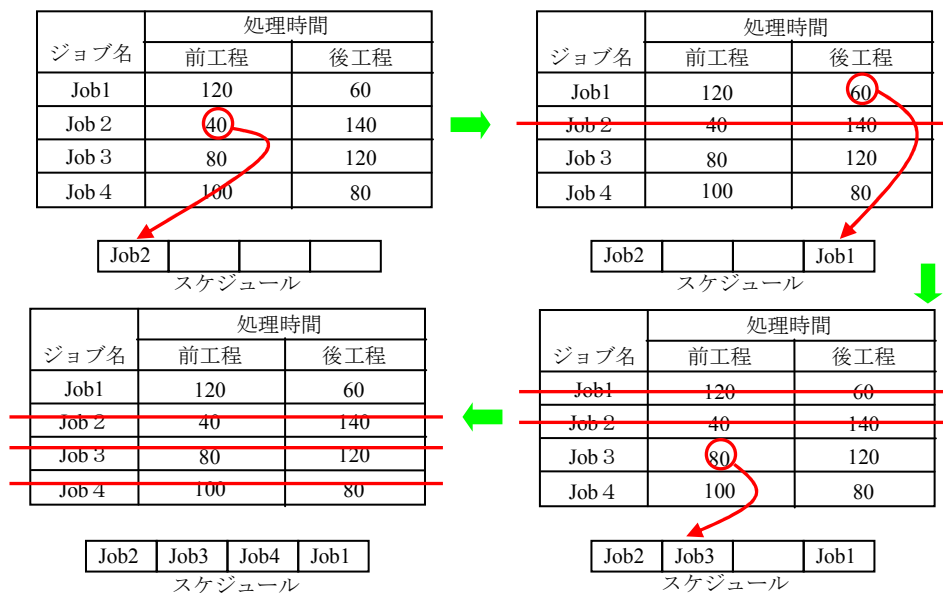 処理時間
ジョブ名 前工程 後工程
Job1 120 60
Job 2 40 140
Job 3 80 120
Job 4 100 80
Job2
スケジュール
処理時間
ジョブ名 前工程 後工程
Job1 120 60
Job 2 40 140
Job 3 80 120
Job 4 100 80
Job2 Job1
スケジュール
処理時間
ジョブ名 前工程 後工程
Job1 120 60
Job 2 40 140
Job 3 80 120
Job 4 100 80
Job2 Job3 Job1
スケジュール
処理時間
ジョブ名 前工程 後工程
Job1 120 60
Job 2 40 140
Job 3 80 120
Job 4 100 80
Job2 Job3 Job4 Job1
スケジュール